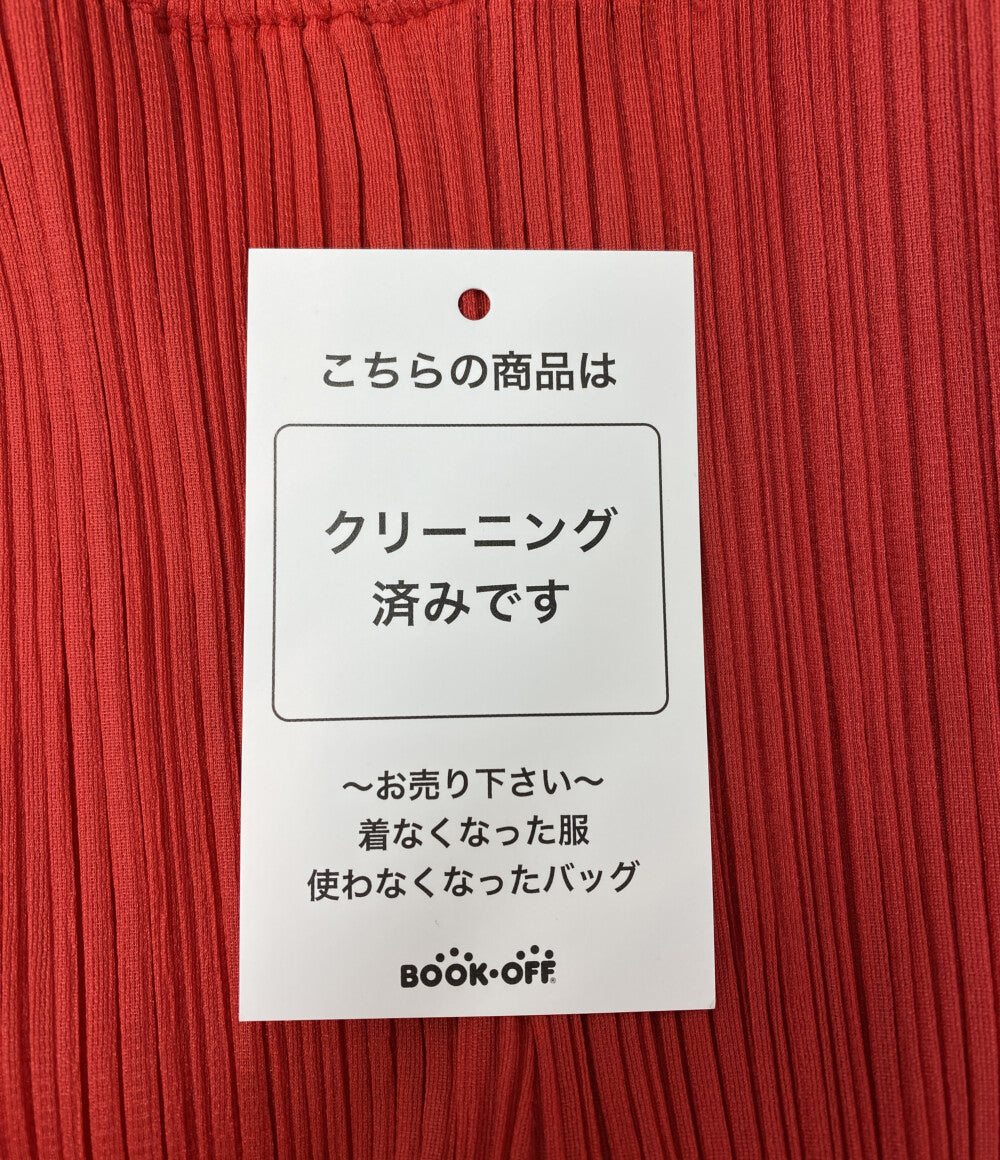 こちらの商品は
クリーニング
済みです
〜お売り下さい〜
着なくなった服
使わなくなったバッグ
BOOK・OFF®